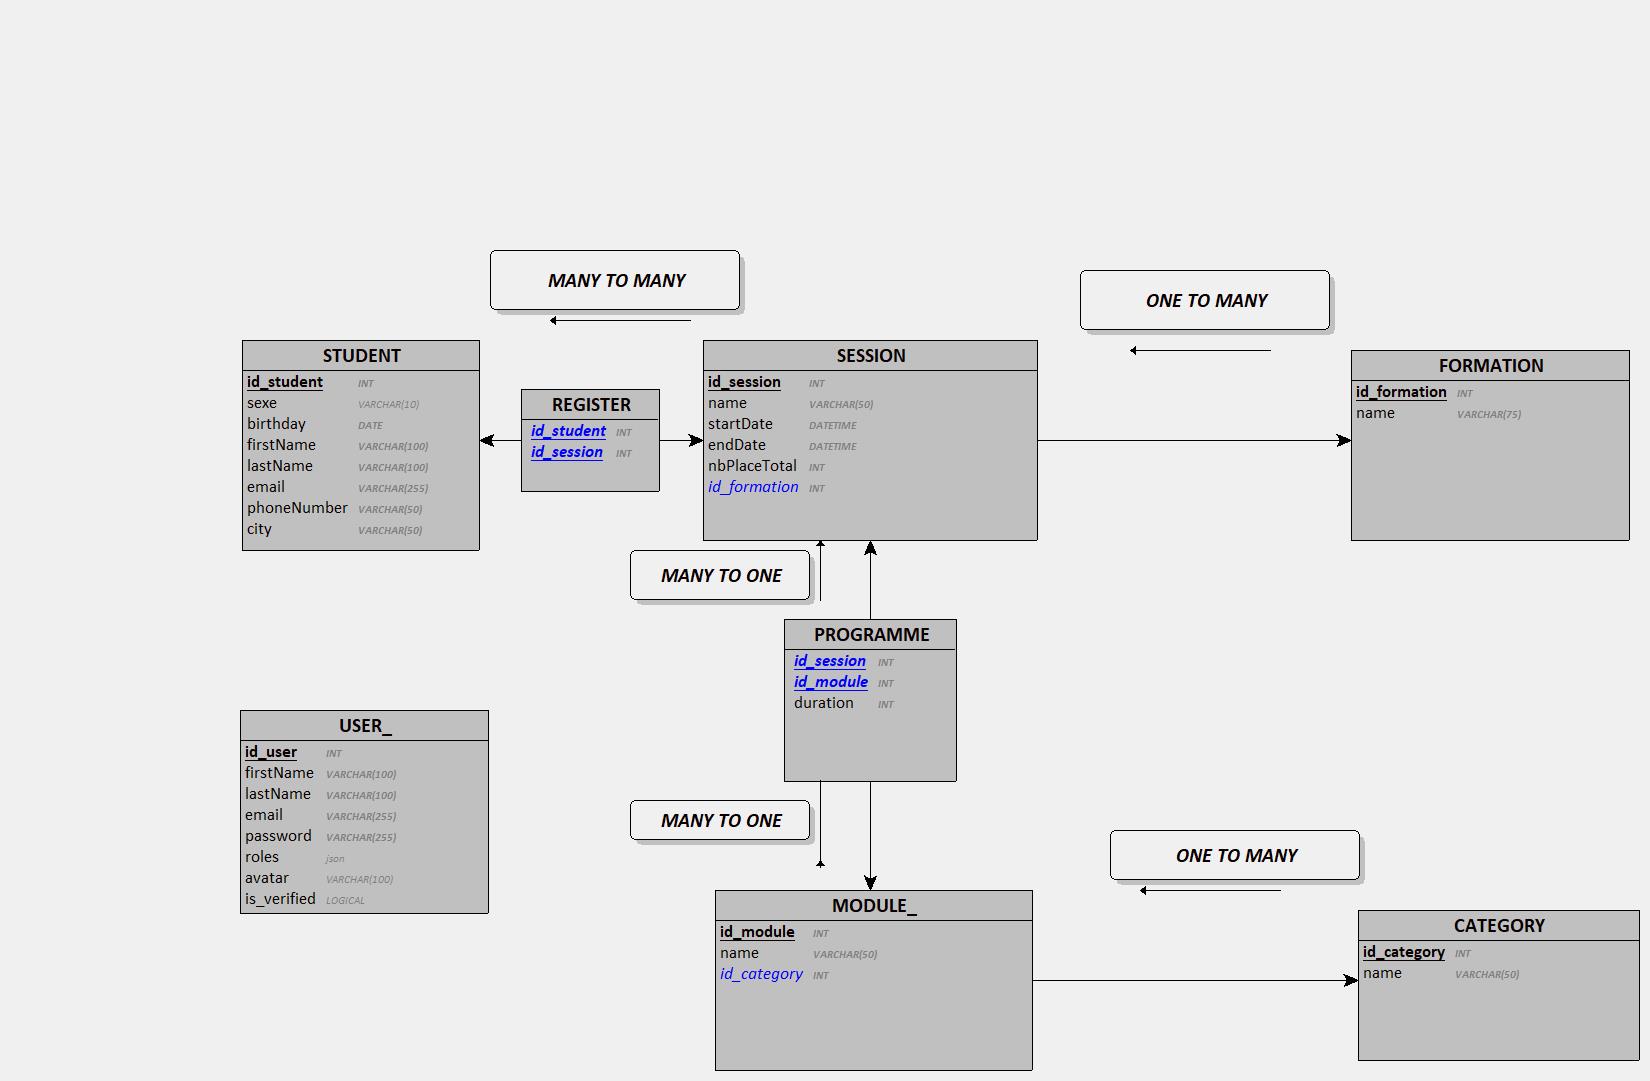 MANY TO MANY
ONE TO MANY
STUDENT
id_student INT
sexe VARCHAR(10)
birthday DATE
firstName VARCHAR(100)
lastName VARCHAR(100)
email VARCHAR(255)
phoneNumber VARCHAR(50)
city VARCHAR(50)
REGISTER
id_student INT
id_session INT
SESSION
id_session INT
name VARCHAR(50)
startDate DATETIME
endDate DATETIME
nbPlaceTotal INT
id_formation INT
FORMATION
id_formation INT
name VARCHAR(75)
MANY TO ONE
PROGRAMME
id_session INT
id_module INT
duration INT
USER_
id_user INT
firstName VARCHAR(100)
lastName VARCHAR(100)
email VARCHAR(255)
password VARCHAR(255)
roles json
avatar VARCHAR(100)
is_verified LOGICAL
MANY TO ONE
ONE TO MANY
MODULE_
id_module INT
name VARCHAR(50)
id_category INT
CATEGORY
id_category INT
name VARCHAR(50)